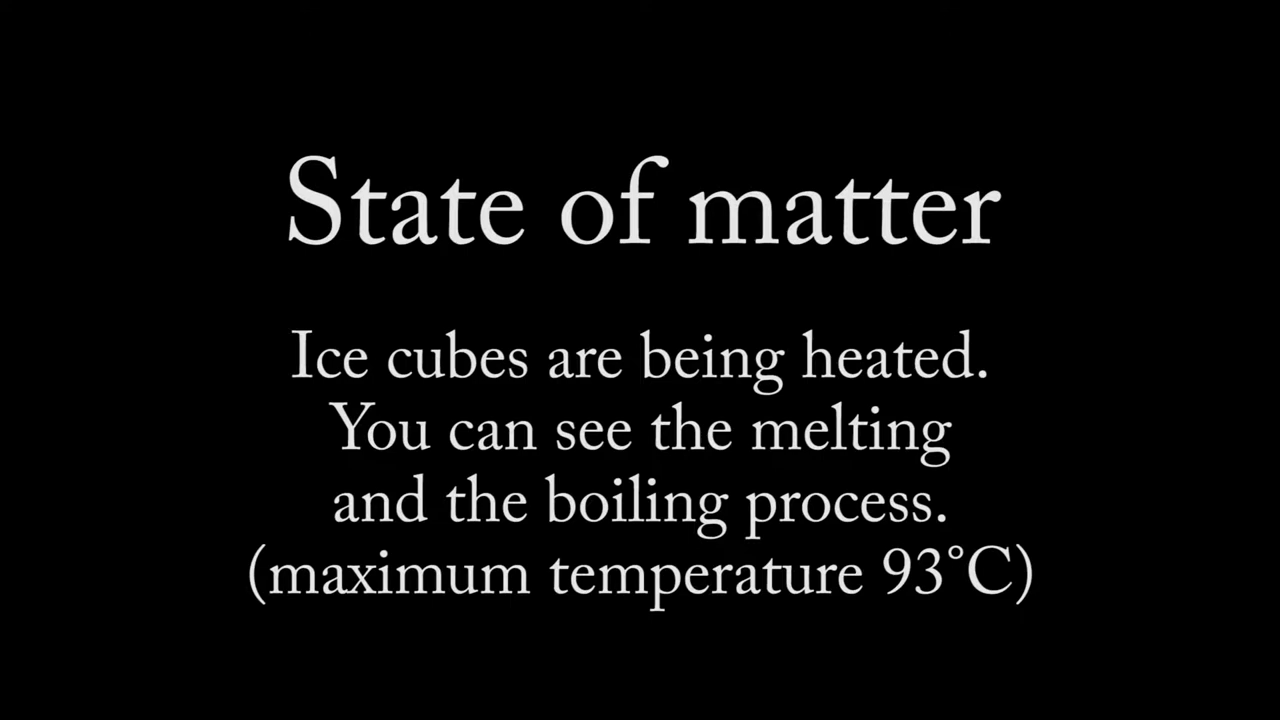 State of matter
Ice cubes are being heated.
You can see the melting
and the boiling process.
(maximum temperature 93°C)